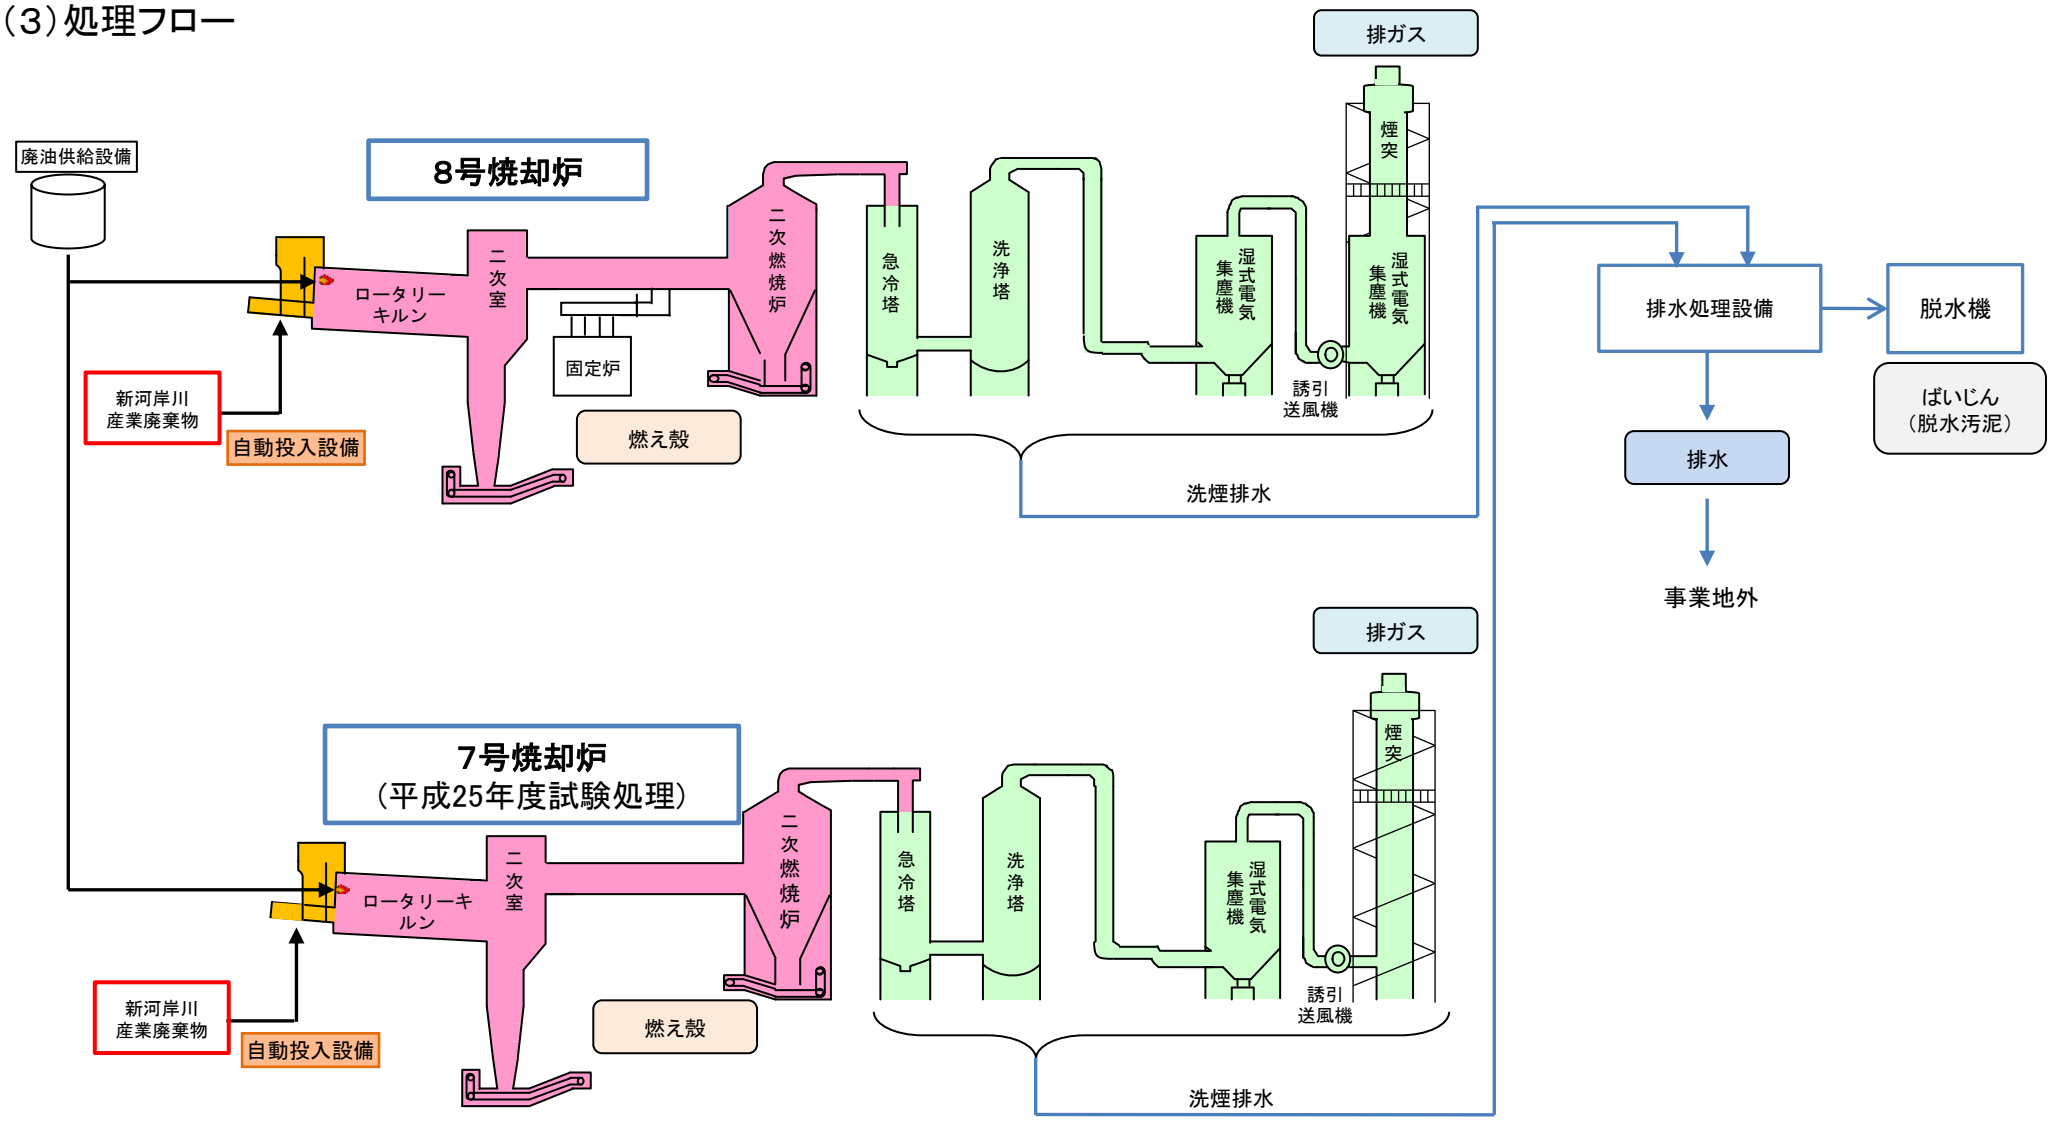 （３）処理フロー
排ガス
廃油供給設備
８号焼却炉
煙突
二次室
二次燃焼炉
急冷塔
洗浄塔
湿式電気
集塵機
湿式電気
集塵機
ロータリー
キルン
固定炉
誘引
送風機
新河岸川
産業廃棄物
自動投入設備
燃え殻
洗煙排水
排水処理設備
脱水機
ばいじん
（脱水汚泥）
排水
事業地外
排ガス
７号焼却炉
（平成25年度試験処理）
煙突
二次室
二次燃焼炉
急冷塔
洗浄塔
湿式電気
集塵機
ロータリーキ
ルン
誘引
送風機
新河岸川
産業廃棄物
自動投入設備
燃え殻
洗煙排水